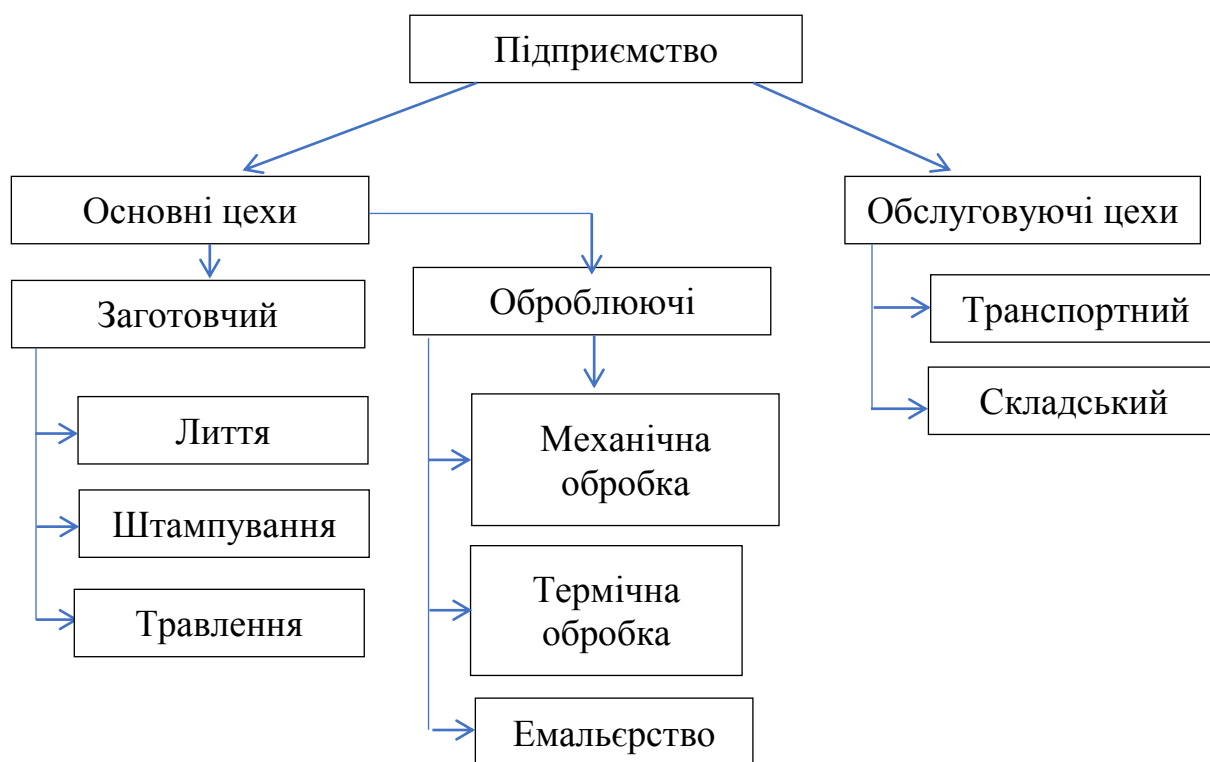 Підприємство
Основні цехи
Обслуговуючі цехи
Заготовчий
Оброблюючі
Транспортний
Складський
Лиття
Штампування
Травлення
Механічна
обробка
Термічна
обробка
Емальєрство